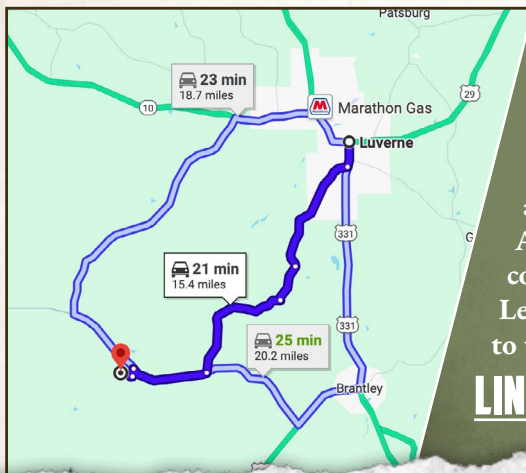 Patsburg
23 min
18.7 miles
10
M
Marathon Gas
29
Luverne
331
21 min
15.4 miles
331
25 min
20.2 miles
Brantley
to
LIN